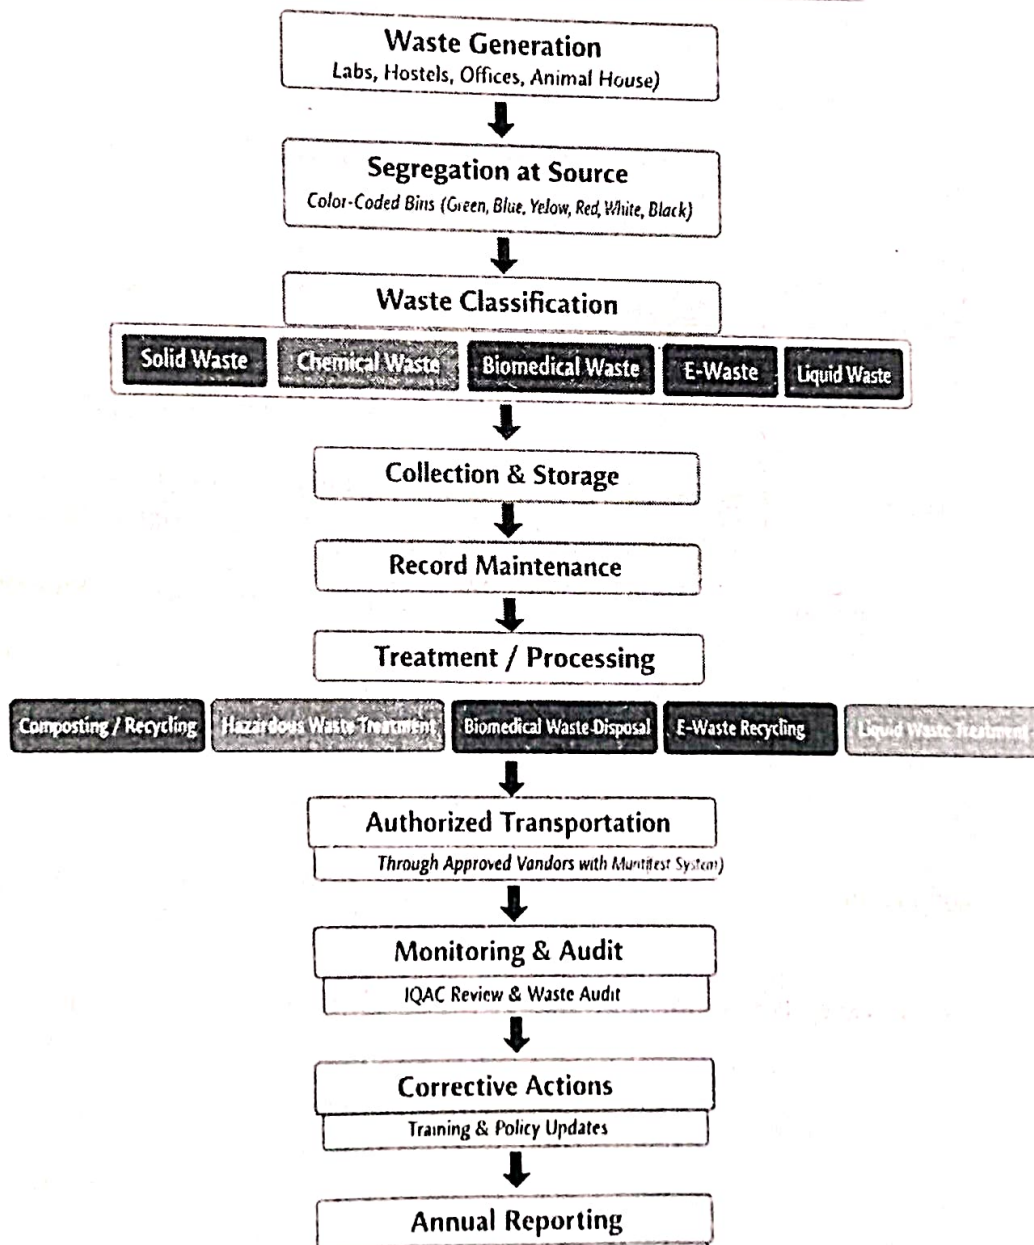 Waste Generation
Labs, Hostels, Offices, Animal House)
Segregation at Source
Color-Coded Bins (Green, Blue, Yelow, Red, White, Black)
Waste Classification
Solid Waste
Chemical Waste
Biomedical Waste
E-Waste
Liquid Waste
Collection & Storage
Record Maintenance
Treatment / Processing
Composting / Recycling
Hazardous Waste Treatment
Biomedical Waste Disposal
E-Waste Recycling
Liquid Waste Treatment
Authorized Transportation
Through Approved Vandors with System)
Monitoring & Audit
IQAC Review & Waste Audit
Corrective Actions
Training & Policy Updates
Annual Reporting